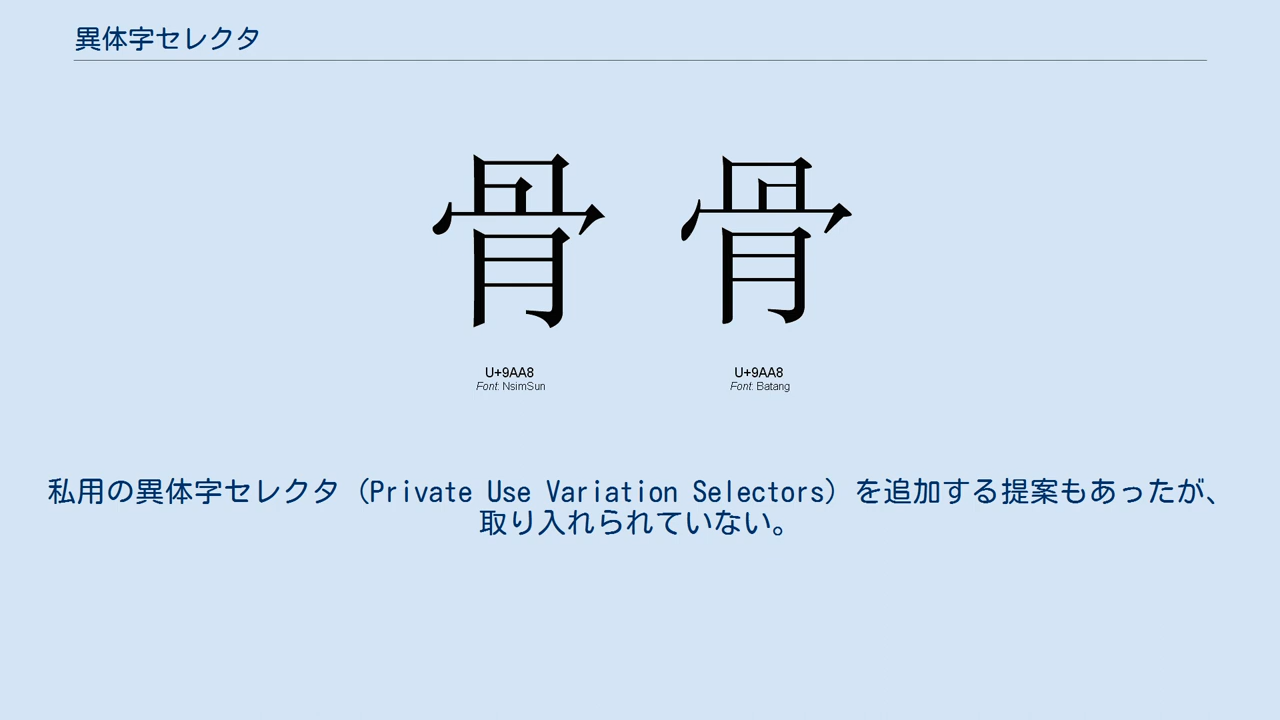 異体字セレクタ
骨 骨
U+9AA8 U+9AA8
Font: NsimSun Font: Batang
私用の異体字セレクタ（Private Use Variation Selectors）を追加する提案もあったが、
取り入れられていない。